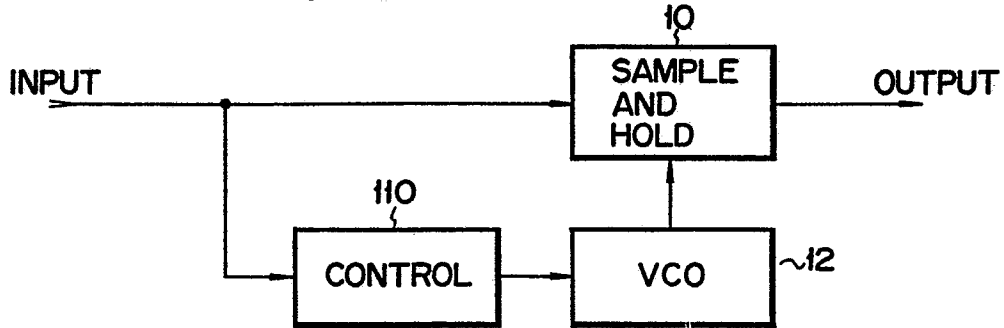 10
INPUT
SAMPLE
AND
HOLD
OUTPUT
110
CONTROL
VCO
12